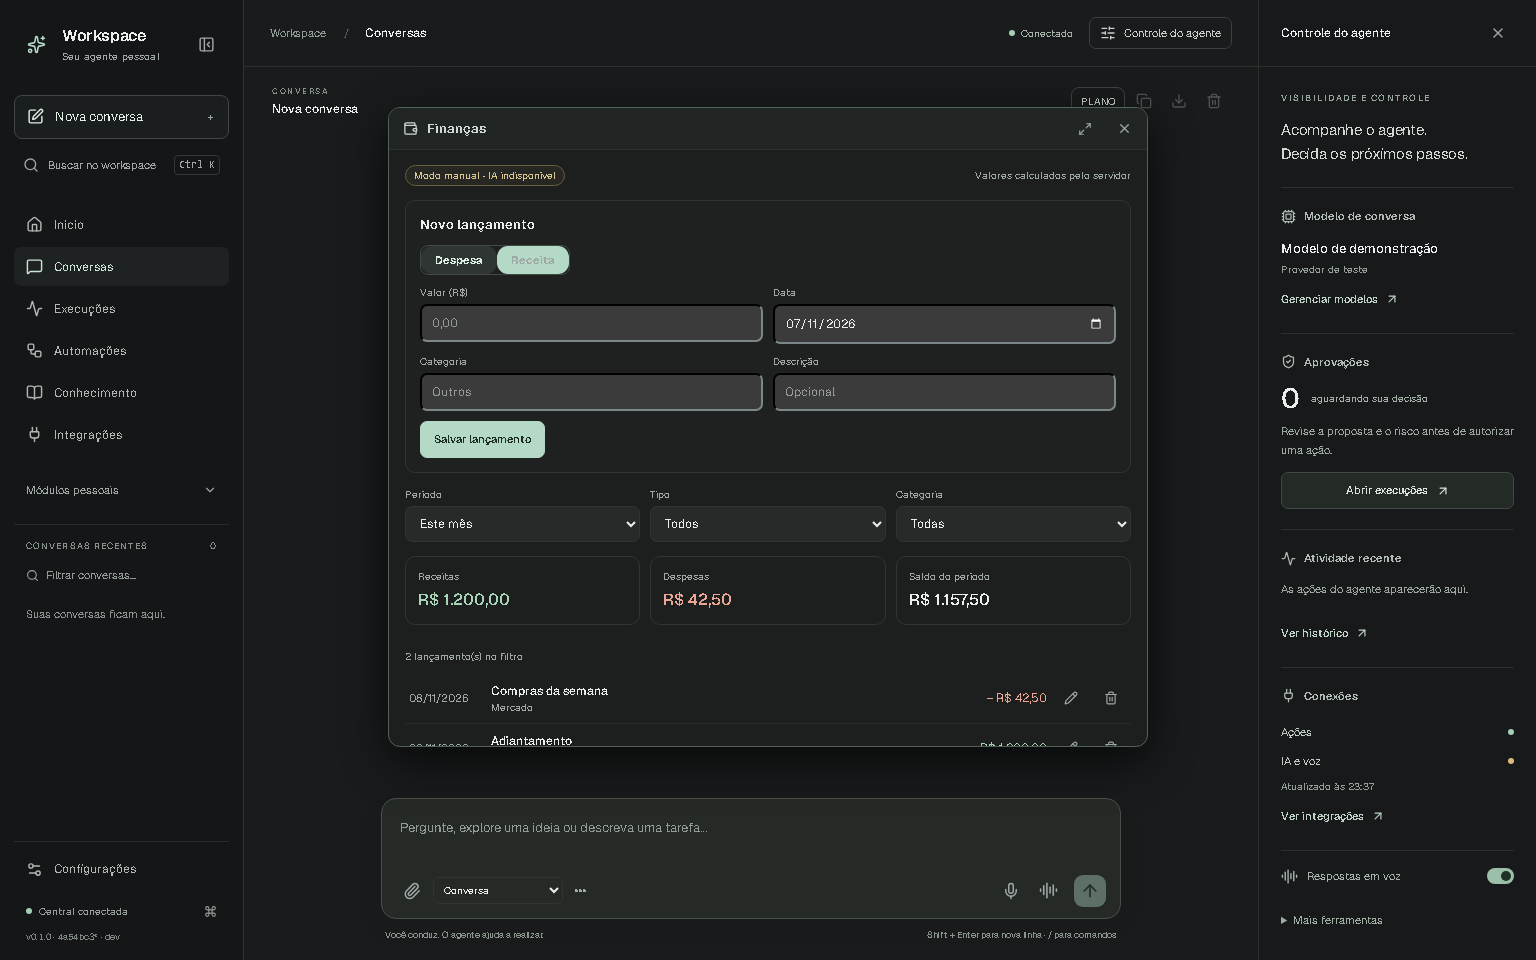 Workspace
Seu agente pessoal
Nova conversa +
Buscar no workspace Ctrl K
Início
Conversas
Execuções
Automações
Conhecimento
Integrações
Módulos pessoais
CONVERSAS RECENTES 0
Filtrar conversas...
Suas conversas ficam aqui.
Configurações
Central conectada
v0.1.0 · 4a54bc3* · dev
Workspace / Conversas
Conectado
Controle do agente
CONVERSA
Nova conversa
PLANO
Finanças
Modo manual · IA indisponível
Valores calculados pelo servidor
Novo lançamento
Despesa Receita
Valor (R$) Data
0,00 07/11/2026
Categoria Descrição
Outros Opcional
Salvar lançamento
Período Tipo Categoria
Este mês Todos Todas
Receitas Despesas Saldo do período
R$ 1.200,00 R$ 42,50 R$ 1.157,50
2 lançamento(s) no filtro
08/11/2026 Compras da semana − R$ 42,50
Mercado
Adiantamento
Pergunte, explore uma ideia ou descreva uma tarefa...
Conversa
Você conduz. O agente ajuda a realizar.
Shift + Enter para nova linha · / para comandos
Controle do agente
VISIBILIDADE E CONTROLE
Acompanhe o agente.
Decida os próximos passos.
Modelo de conversa
Modelo de demonstração
Provedor de teste
Gerenciar modelos
Aprovações
0 aguardando sua decisão
Revise a proposta e o risco antes de autorizar
uma ação.
Abrir execuções
Atividade recente
As ações do agente aparecerão aqui.
Ver histórico
Conexões
Ações
IA e voz
Atualizado às 23:37
Ver integrações
Respostas em voz
Mais ferramentas